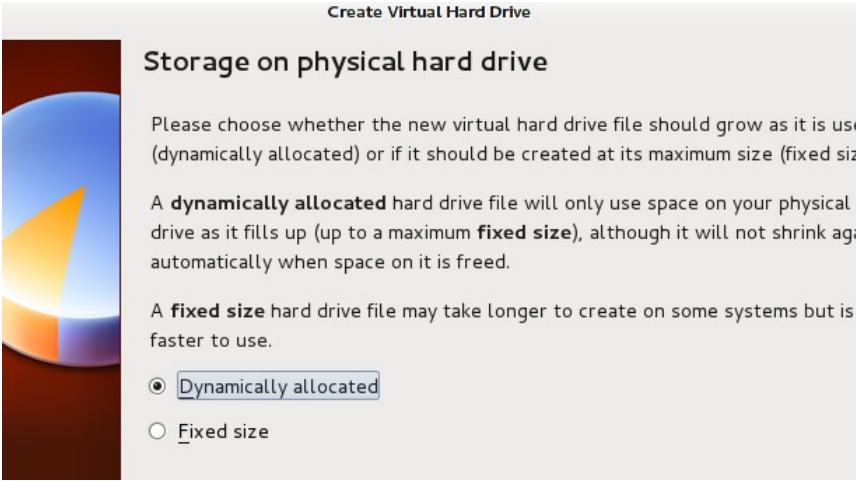 Create Virtual Hard Drive
Storage on physical hard drive
Please choose whether the new virtual hard drive file should grow as it is use
(dynamically allocated) or if it should be created at its maximum size (fixed siz
A dynamically allocated hard drive file will only use space on your physical
drive as it fills up (up to a maximum fixed size), although it will not shrink aga
automatically when space on it is freed.
A fixed size hard drive file may take longer to create on some systems but is
faster to use.
Dynamically allocated
Fixed size